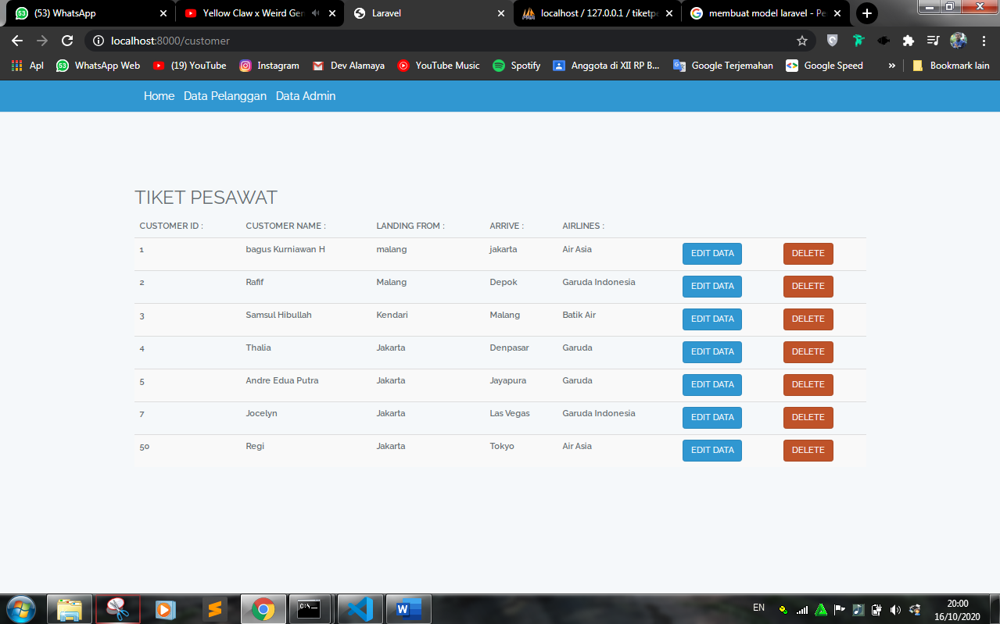 (53) WhatsApp
Yellow Claw x Weird Gen
Laravel
localhost / 127.0.0.1 / tiketpe
membuat model laravel - Pe
localhost:8000/customer
Apl WhatsApp Web (19) YouTube Instagram Dev Alamaya YouTube Music Spotify Anggota di XII RP B... Google Terjemahan Google Speed » Bookmark lain
Home Data Pelanggan Data Admin
TIKET PESAWAT
CUSTOMER ID : CUSTOMER NAME : LANDING FROM : ARRIVE : AIRLINES :
1 bagus Kurniawan H malang jakarta Air Asia EDIT DATA DELETE
2 Rafif Malang Depok Garuda Indonesia EDIT DATA DELETE
3 Samsul Hibullah Kendari Malang Batik Air EDIT DATA DELETE
4 Thalia Jakarta Denpasar Garuda EDIT DATA DELETE
5 Andre Edua Putra Jakarta Jayapura Garuda EDIT DATA DELETE
7 Jocelyn Jakarta Las Vegas Garuda Indonesia EDIT DATA DELETE
50 Regi Jakarta Tokyo Air Asia EDIT DATA DELETE
EN 20:00
16/10/2020